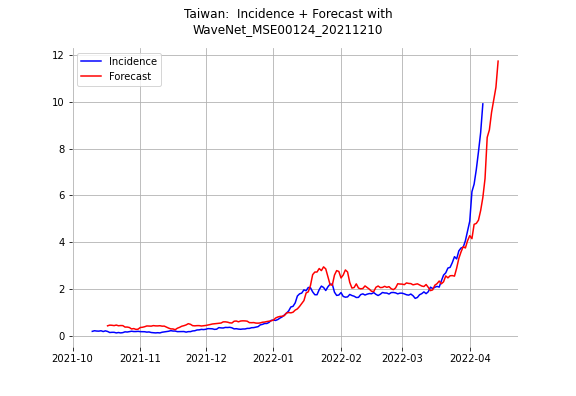 Taiwan:  Incidence + Forecast with
WaveNet_MSE00124_20211210
Incidence
Forecast
12
10
8
6
4
2
0
2021-10 2021-11 2021-12 2022-01 2022-02 2022-03 2022-04